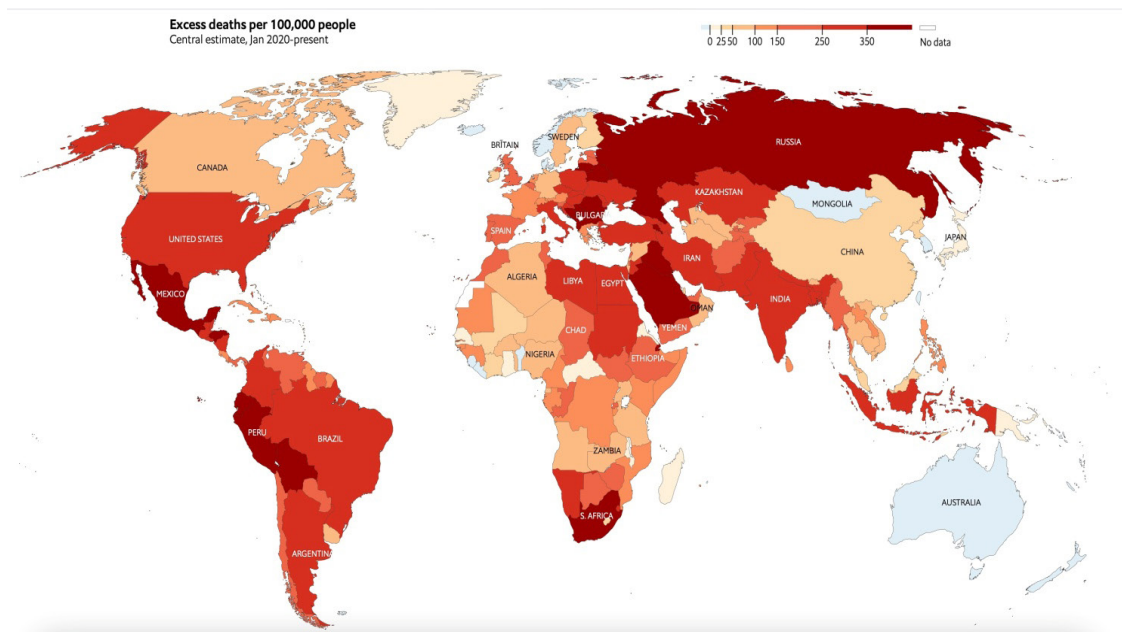 Excess deaths per 100,000 people
Central estimate, Jan 2020-present
0 25 50 100 150 250 350 No data
SWEDEN
BRITAIN
RUSSIA
CANADA
KAZAKHSTAN
MONGOLIA
BULGAR
SPAIN
UNITED STATES
JAPAN
CHINA
IRAN
ALGERIA
LIBYA
EGYPT
MEXICO
INDIA
OMAN
CHAD
YEMEN
NIGERIA
ETHIOPIA
PERU
BRAZIL
ZAMBIA
AUSTRALIA
S. AFRICA
ARGENTINA